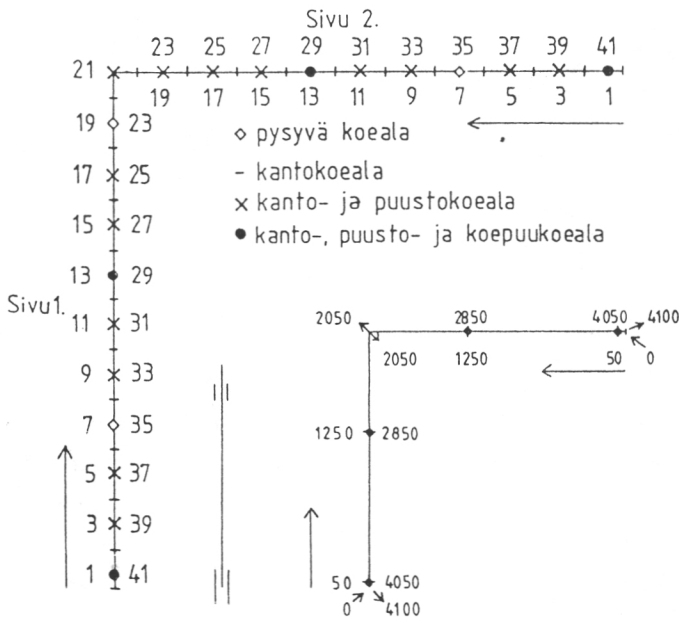 Sivu 2.
23 25 27 29 31 33 35 37 39 41
21
19 17 15 13 11 9 7 5 3 1
19 23
◇ pysyvä koeala
– kantokoeala
17 25
× kanto- ja puustokoeala
15 27
● kanto-, puusto- ja koepuukoeala
13 29
Sivu1.
11 31
9 33
7 35
5 37
3 39
1 41
2050 2850 4050 4100
2050 1250 50 0
1250 2850
50 4050
0 4100